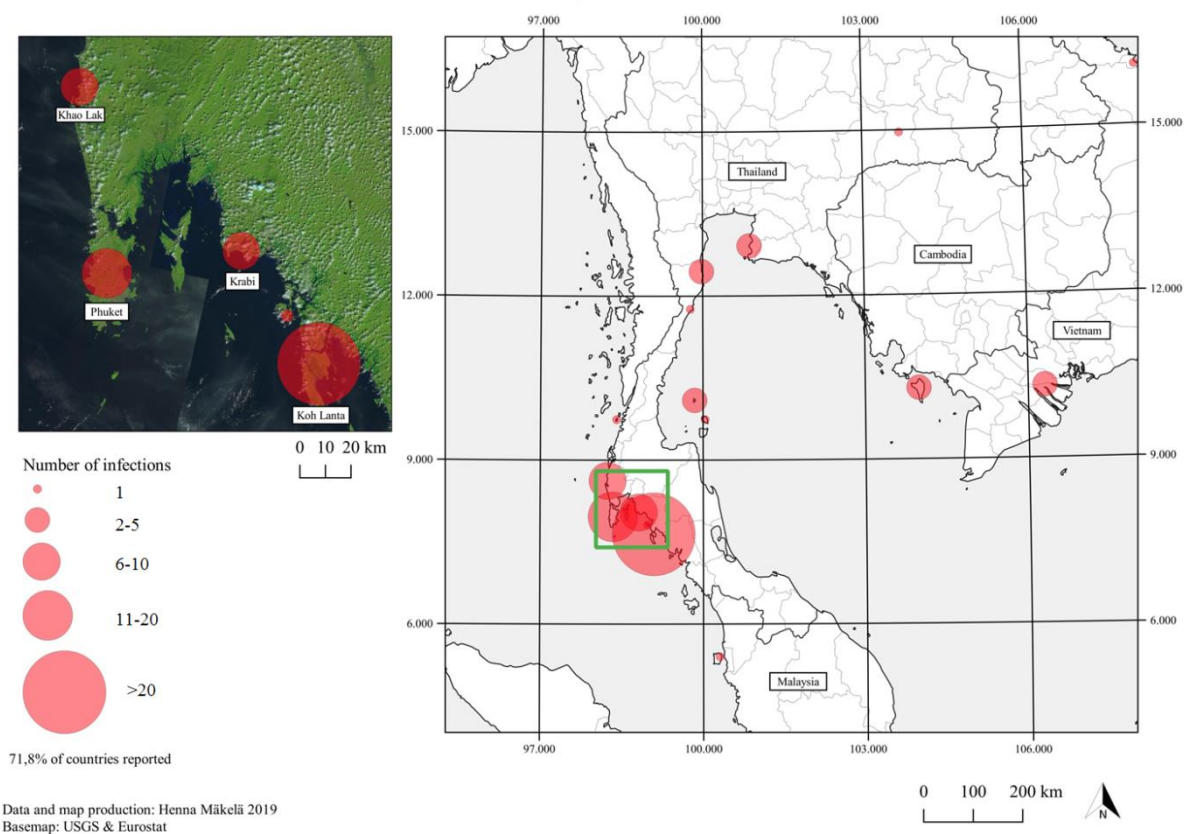 97.000 100.000 103.000 106.000
Khao Lak
Phuket
Krabi
Koh Lanta
0 10 20 km
Number of infections
1
2-5
6-10
11-20
>20
71,8% of countries reported
Data and map production: Henna Mäkelä 2019
Basemap: USGS & Eurostat
15.000 15.000
Thailand
Cambodia
12.000 12.000
Vietnam
9.000 9.000
6.000 6.000
Malaysia
97.000 100.000 103.000 106.000
0 100 200 km
N